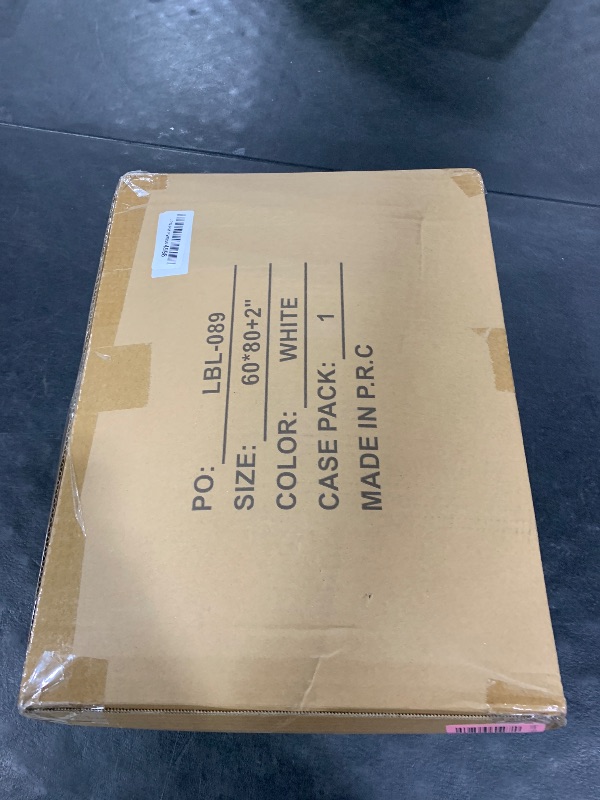 PO: LBL-089
SIZE: 60*80+2"
COLOR: WHITE
CASE PACK: 1
MADE IN P.R.C